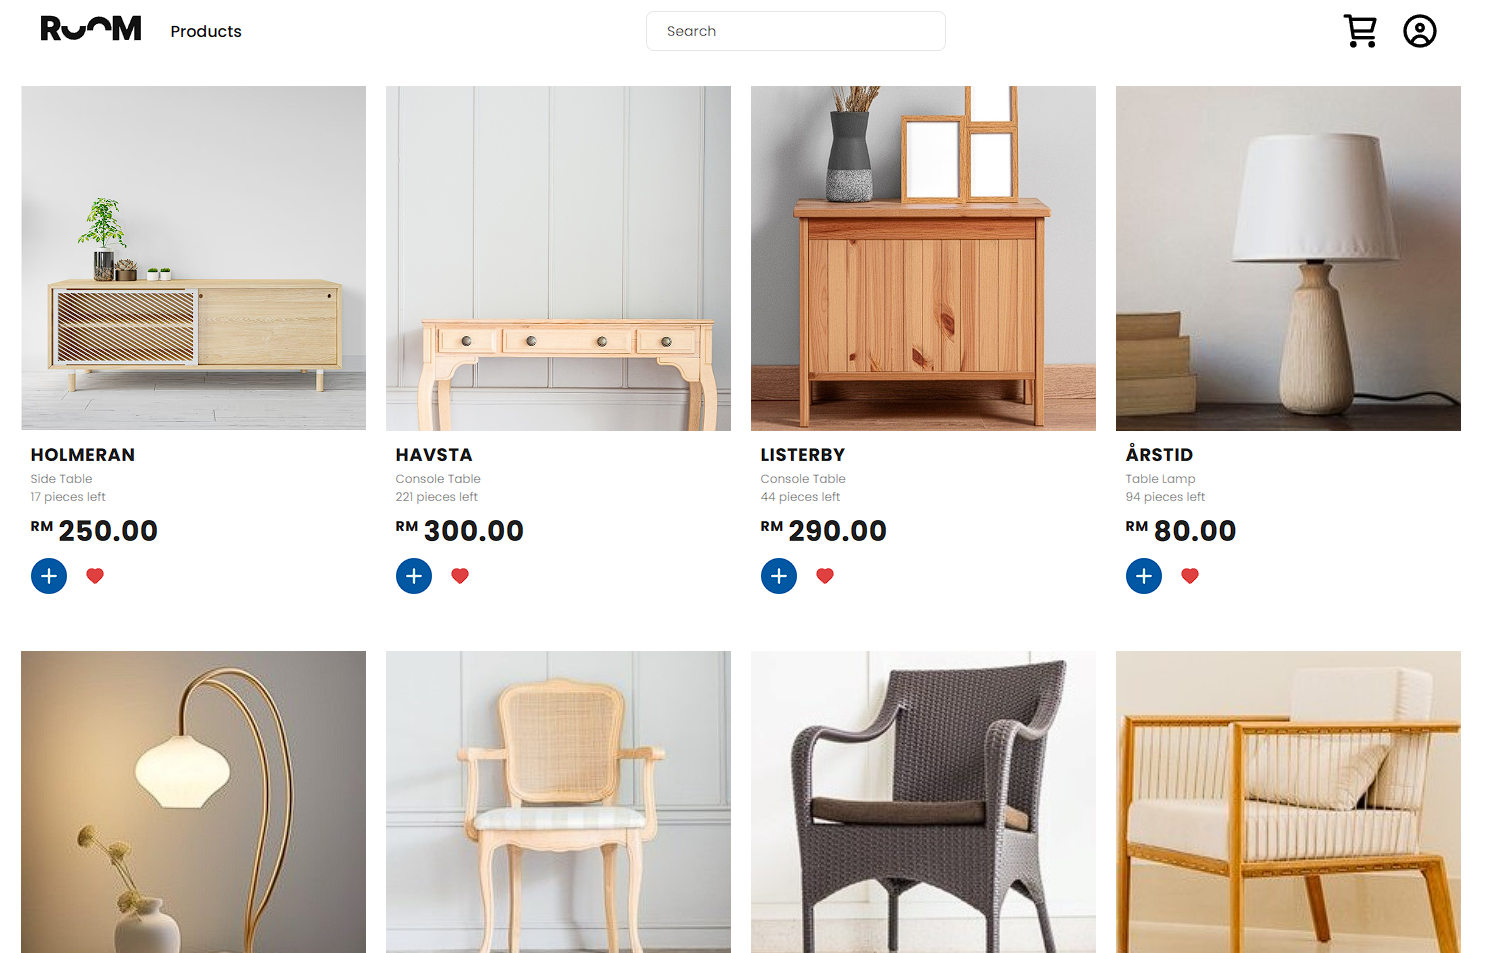 ROOM
Products
Search
HOLMERAN
Side Table
17 pieces left
RM 250.00
HAVSTA
Console Table
221 pieces left
RM 300.00
LISTERBY
Console Table
44 pieces left
RM 290.00
ÅRSTID
Table Lamp
94 pieces left
RM 80.00